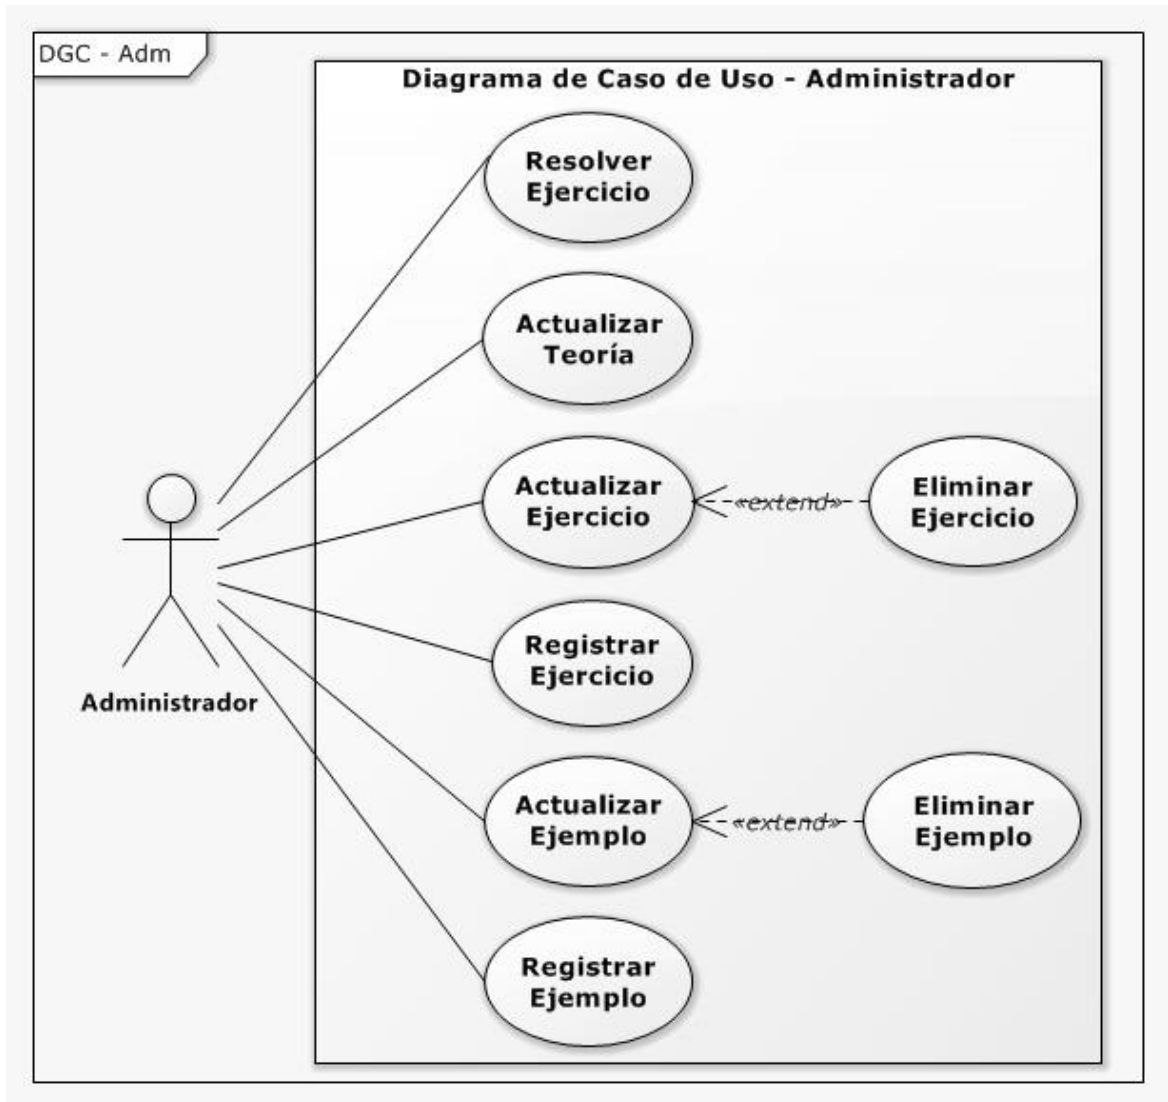 DGC - Adm
Diagrama de Caso de Uso - Administrador
Resolver
Ejercicio
Actualizar
Teoría
Actualizar
Ejercicio
«extend»
Eliminar
Ejercicio
Registrar
Ejercicio
Administrador
Actualizar
Ejemplo
«extend»
Eliminar
Ejemplo
Registrar
Ejemplo